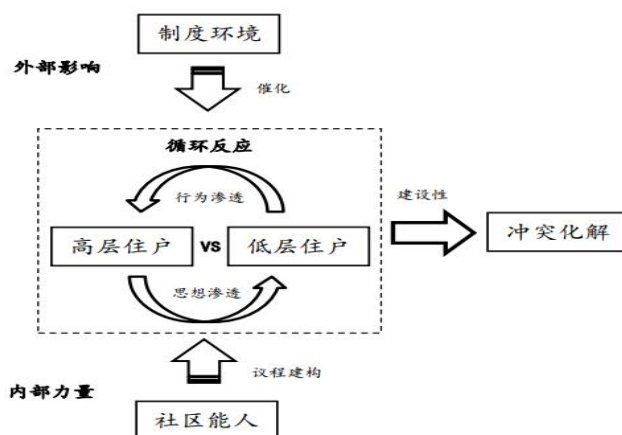 制度环境
外部影响
催化
循环反应
行为渗透
建设性
高层住户 VS 低层住户
冲突化解
思想渗透
议程建构
内部力量
社区能人